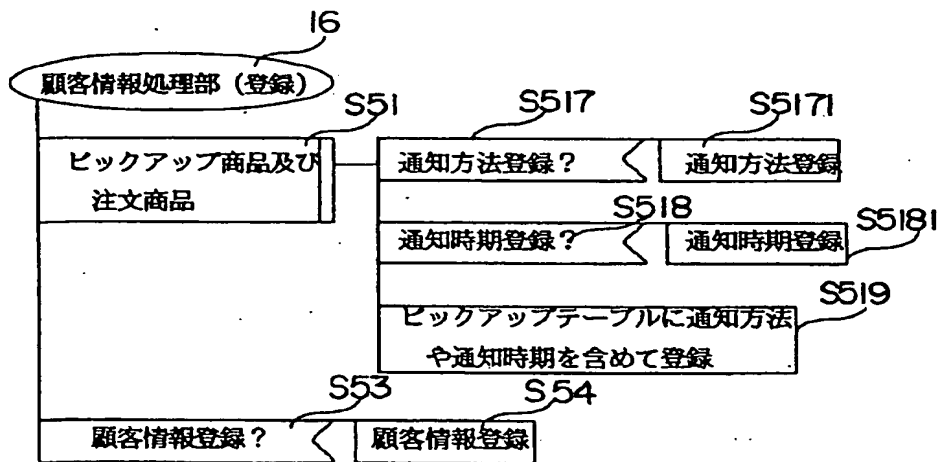 16
顧客情報処理部（登録）
S51
S517
S5171
ピックアップ商品及び
注文商品
通知方法登録？
通知方法登録
S518
S5181
通知時期登録？
通知時期登録
S519
ピックアップテーブルに通知方法
や通知時期を含めて登録
S53
S54
顧客情報登録？
顧客情報登録